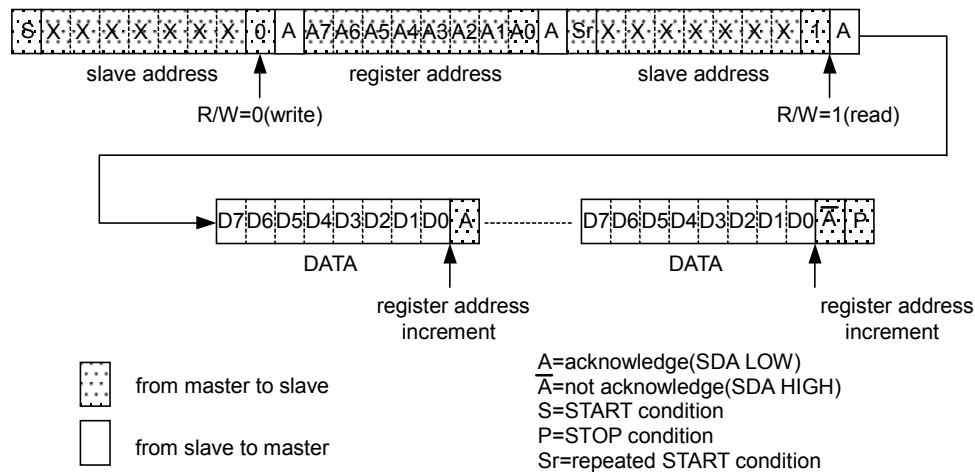 S X X X X X X X 0 A A7 A6 A5 A4 A3 A2 A1 A0 A Sr X X X X X X X 1 A
slave address register address slave address
R/W=0(write) R/W=1(read)
D7 D6 D5 D4 D3 D2 D1 D0 A D7 D6 D5 D4 D3 D2 D1 D0 A̅ P
DATA DATA
register address
increment
register address
increment
from master to slave
from slave to master
A=acknowledge(SDA LOW)
A̅=not acknowledge(SDA HIGH)
S=START condition
P=STOP condition
Sr=repeated START condition